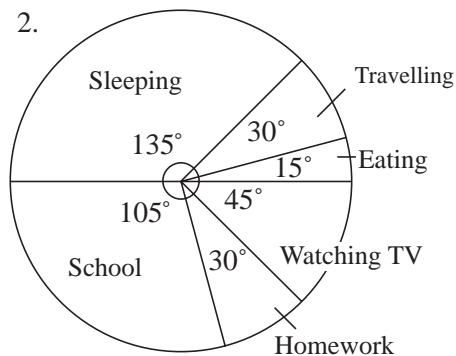 2.
Sleeping
Travelling
30°
135°
15°
Eating
105°
45°
School
30°
Watching TV
Homework